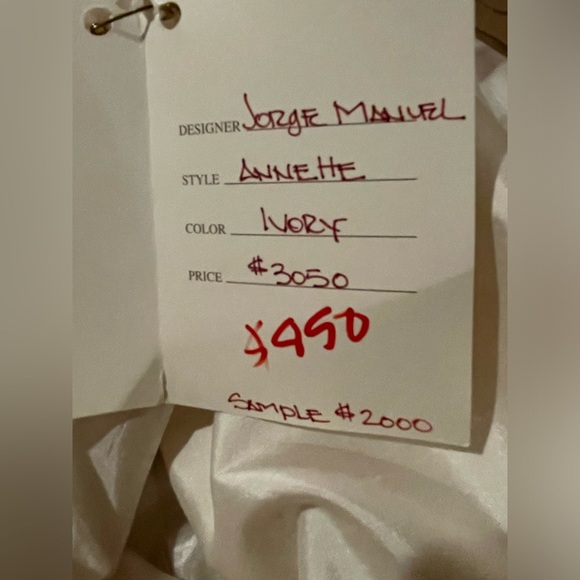 DESIGNER JORGE MANUEL
STYLE ANNETTE
COLOR IVORY
PRICE $3050
$450
SAMPLE $2000